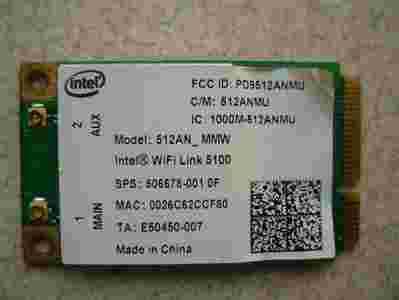 intel
FCC ID: PD9512ANMU
C/M: 512ANMU
IC: 1000M-512ANMU
2 AUX
Model: 512AN_MMW
Intel® WiFi Link 5100
SPS: 506678-001 0F
1 MAIN
MAC: 0026C62CCF80
TA: E50450-007
Made in China